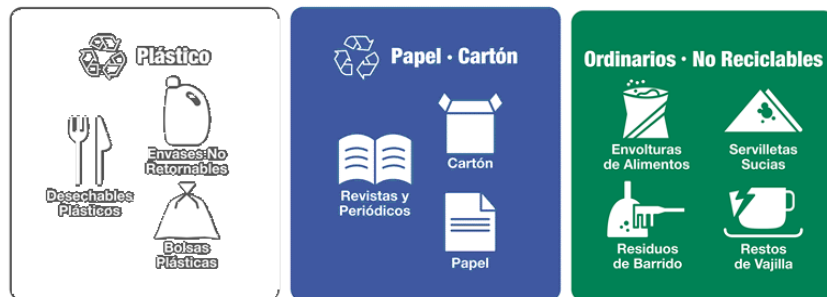 Plástico
Desechables
Plásticos
Envases No
Retornables
Bolsas
Plásticas
Papel · Cartón
Revistas y
Periódicos
Cartón
Papel
Ordinarios · No Reciclables
Envolturas
de Alimentos
Servilletas
Sucias
Residuos
de Barrido
Restos
de Vajilla